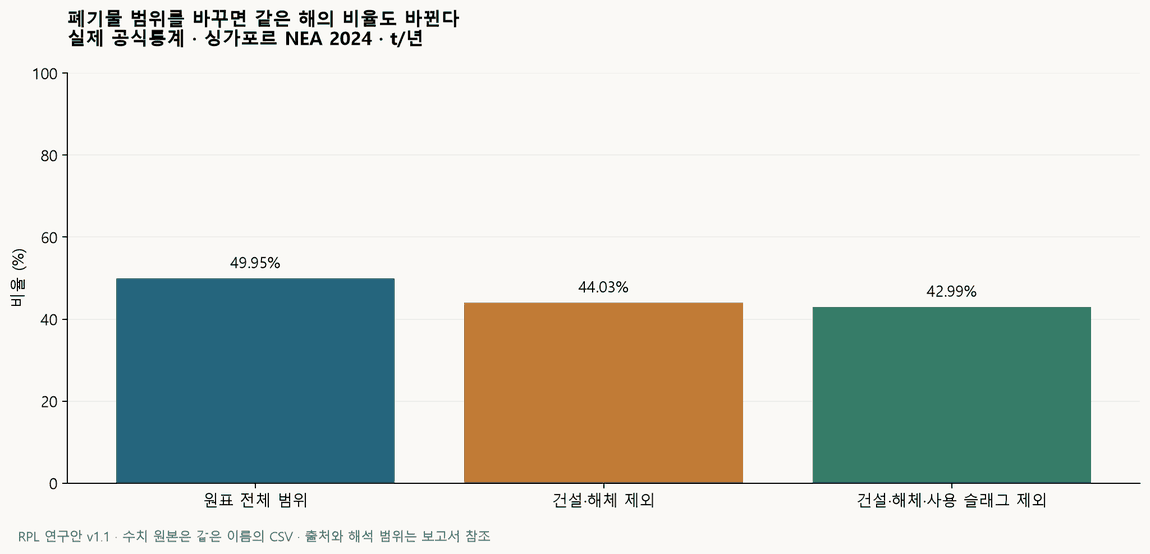 폐기물 범위를 바꾸면 같은 해의 비율도 바뀐다
실제 공식통계 · 싱가포르 NEA 2024 · t/년
비율 (%)
100
80
60
40
20
0
49.95%
44.03%
42.99%
원표 전체 범위
건설·해체 제외
건설·해체·사용 슬래그 제외
RPL 연구안 v1.1 · 수치 원본은 같은 이름의 CSV · 출처와 해석 범위는 보고서 참조